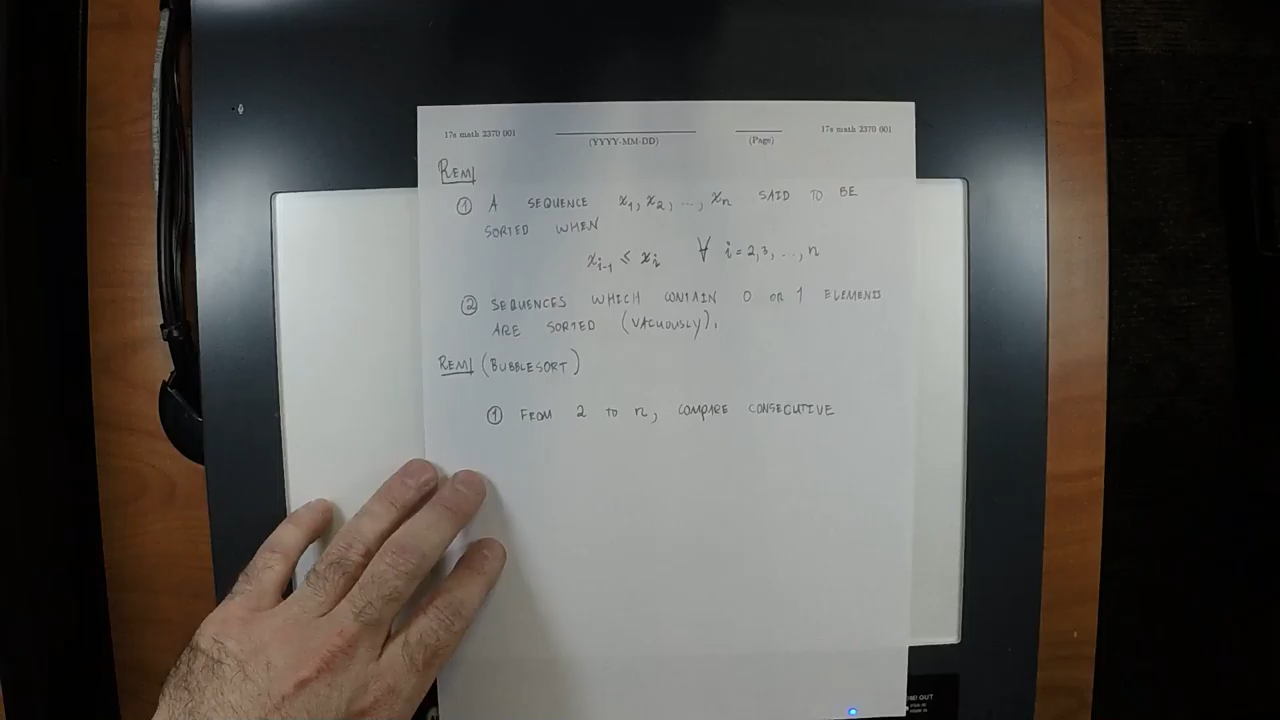 17s math 2370 001 (YYYY-MM-DD) (Page) 17s math 2370 001
REM
① A SEQUENCE x₁, x₂, ..., xₙ SAID TO BE
SORTED WHEN
xᵢ₋₁ ≤ xᵢ ∀ i = 2,3, ..., n
② SEQUENCES WHICH CONTAIN 0 OR 1 ELEMENTS
ARE SORTED (VACUOUSLY).
REM (BUBBLESORT)
① FROM 2 TO n, COMPARE CONSECUTIVE